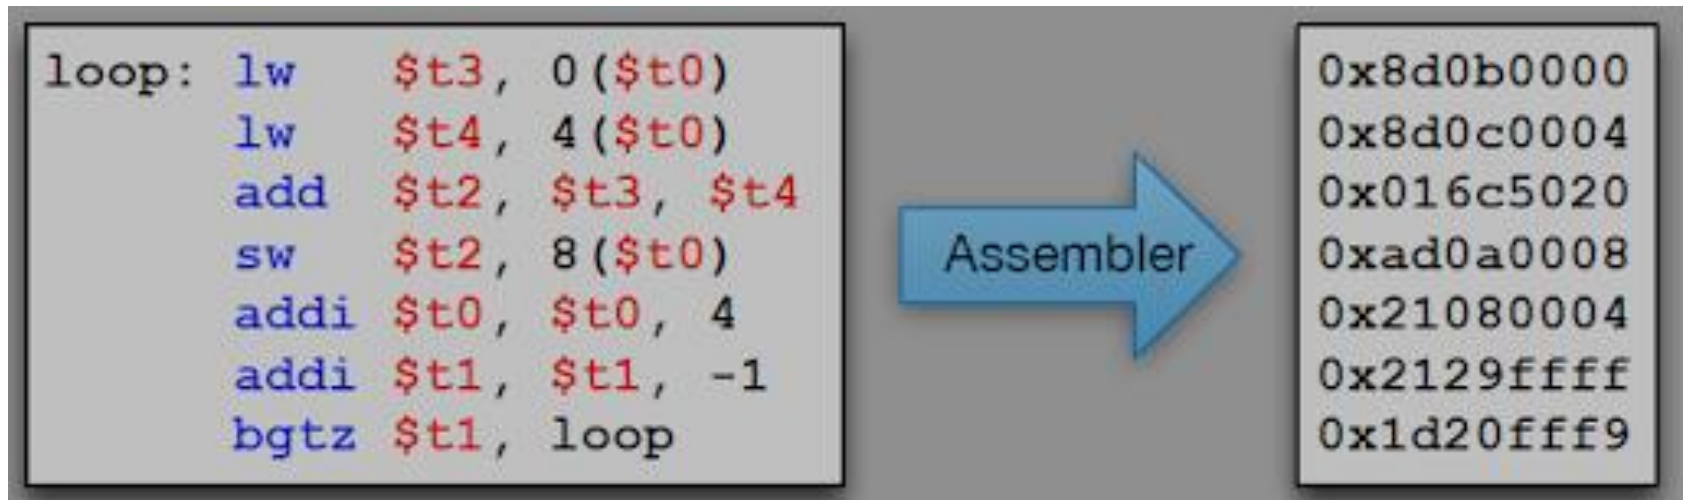 loop: lw $t3, 0($t0)
lw $t4, 4($t0)
add $t2, $t3, $t4
sw $t2, 8($t0)
addi $t0, $t0, 4
addi $t1, $t1, -1
bgtz $t1, loop
Assembler
0x8d0b0000
0x8d0c0004
0x016c5020
0xad0a0008
0x21080004
0x2129ffff
0x1d20fff9